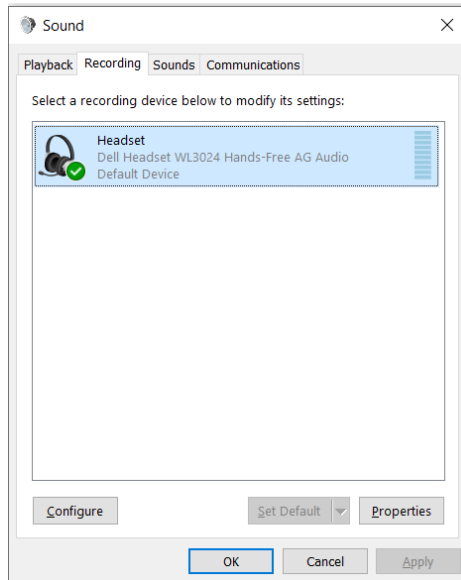 Sound
Playback Recording Sounds Communications
Select a recording device below to modify its settings:
Headset
Dell Headset WL3024 Hands-Free AG Audio
Default Device
Configure Set Default Properties
OK Cancel Apply